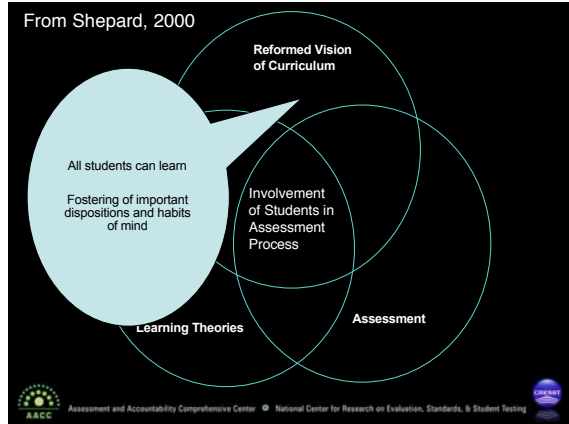 From Shepard, 2000
Reformed Vision
of Curriculum
All students can learn
Fostering of important
dispositions and habits
of mind
Involvement
of Students in
Assessment
Process
Learning Theories
Assessment
AACC
Assessment and Accountability Comprehensive Center
National Center for Research on Evaluation, Standards, & Student Testing
CRESST